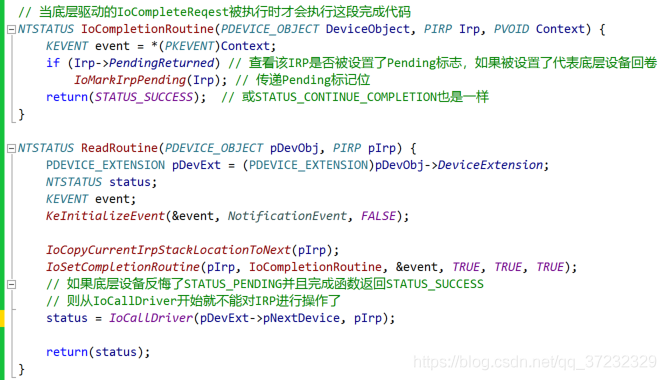 // 当底层驱动的IoCompleteReqest被执行时才会执行这段完成代码
NTSTATUS IoCompletionRoutine(PDEVICE_OBJECT DeviceObject, PIRP Irp, PVOID Context) {
    KEVENT event = *(PKEVENT)Context;
    if (Irp->PendingReturned) // 查看该IRP是否被设置了Pending标志，如果被设置了代表底层设备回卷
        IoMarkIrpPending(Irp); // 传递Pending标记位
    return(STATUS_SUCCESS);  // 或STATUS_CONTINUE_COMPLETION也是一样
}
NTSTATUS ReadRoutine(PDEVICE_OBJECT pDevObj, PIRP pIrp) {
    PDEVICE_EXTENSION pDevExt = (PDEVICE_EXTENSION)pDevObj->DeviceExtension;
    NTSTATUS status;
    KEVENT event;
    KeInitializeEvent(&event, NotificationEvent, FALSE);
    IoCopyCurrentIrpStackLocationToNext(pIrp);
    IoSetCompletionRoutine(pIrp, IoCompletionRoutine, &event, TRUE, TRUE, TRUE);
    // 如果底层设备反悔了STATUS_PENDING并且完成函数返回STATUS_SUCCESS
    // 则从IoCallDriver开始就不能对IRP进行操作了
    status = IoCallDriver(pDevExt->pNextDevice, pIrp);
    return(status);
}
https://blog.csdn.net/qq_37232329